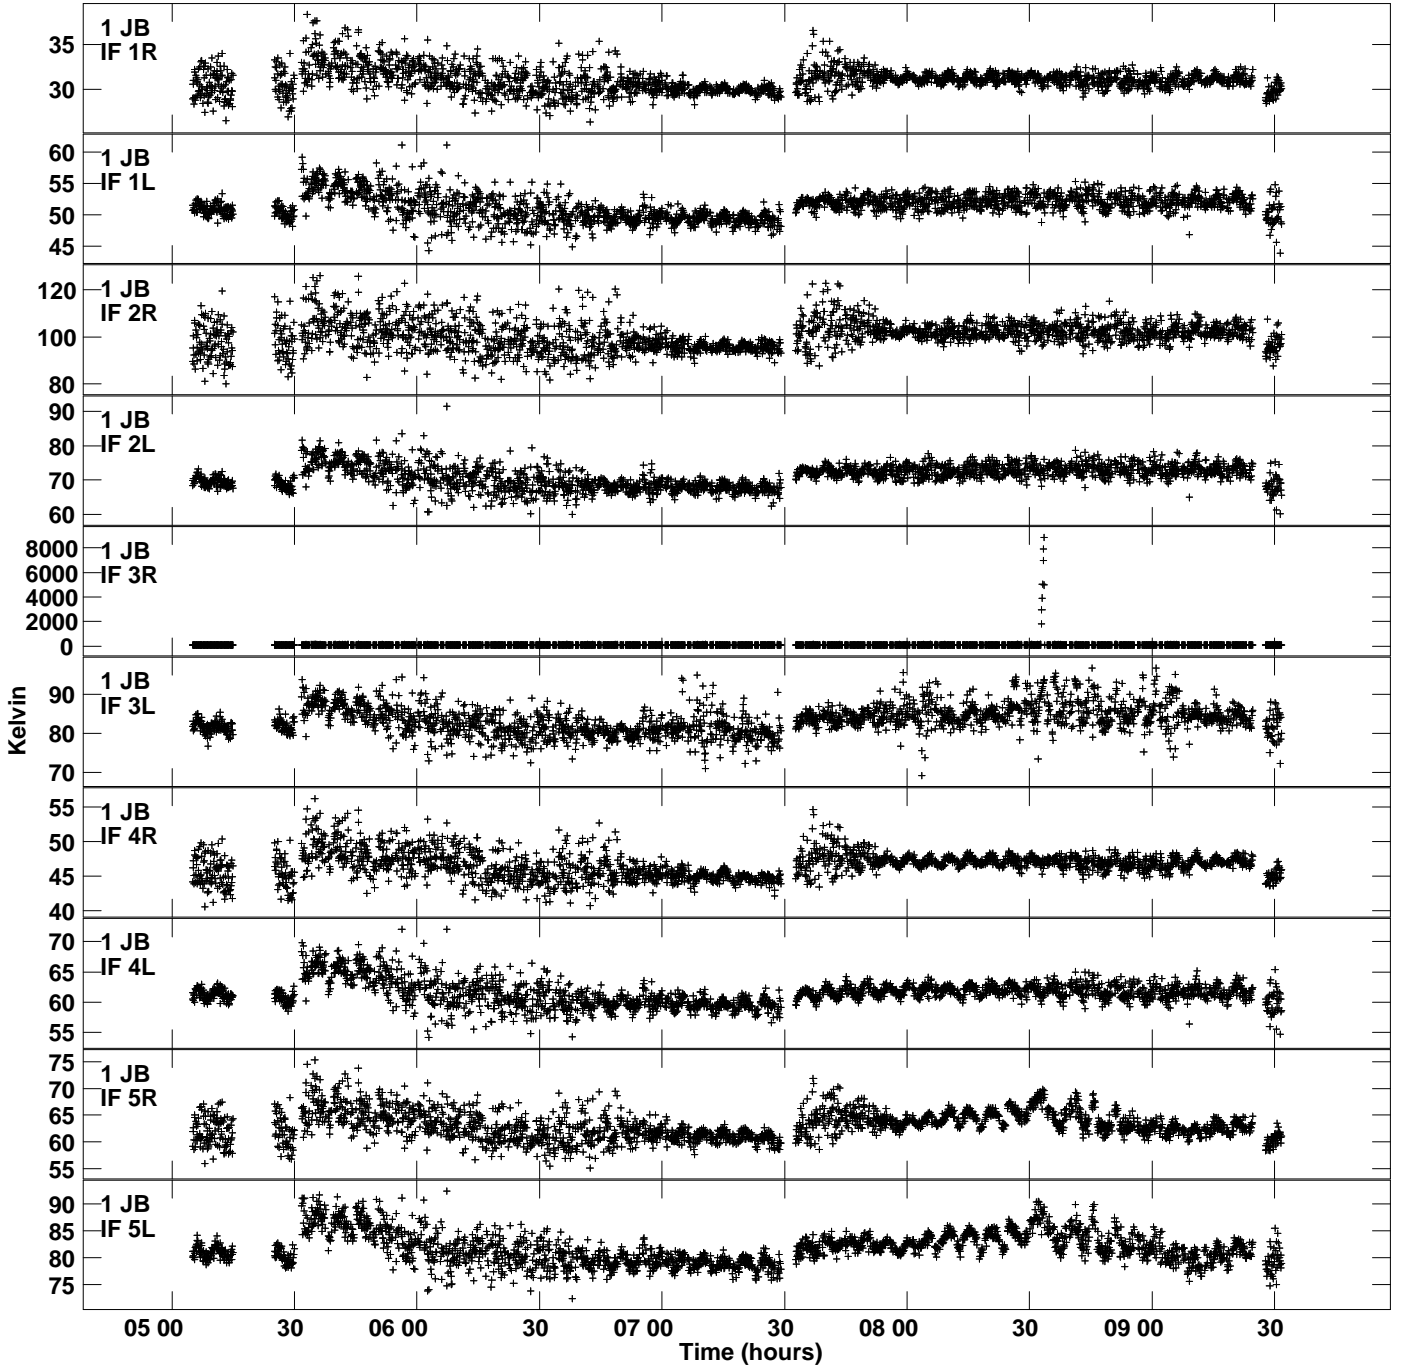 1 JB
IF 1R
35
30
1 JB
IF 1L
60
55
50
45
1 JB
IF 2R
120
100
80
1 JB
IF 2L
90
80
70
60
1 JB
IF 3R
8000
6000
4000
2000
0
1 JB
IF 3L
90
80
70
Kelvin
1 JB
IF 4R
55
50
45
40
1 JB
IF 4L
70
65
60
55
1 JB
IF 5R
75
70
65
60
55
1 JB
IF 5L
90
85
80
75
05 00 30 06 00 30 07 00 30 08 00 30 09 00 30
Time (hours)